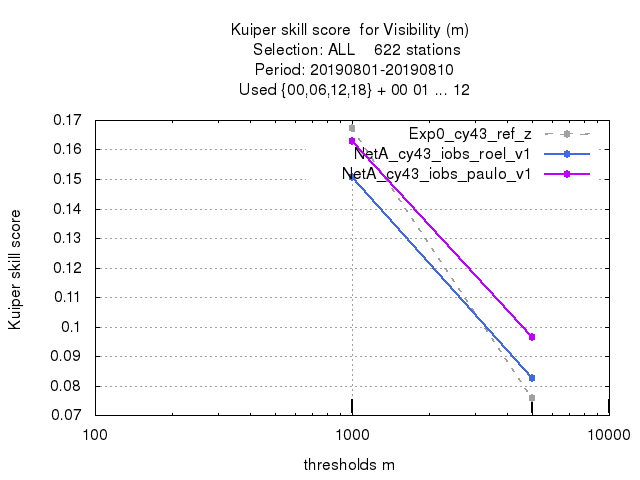 Kuiper skill score  for Visibility (m)
Selection: ALL    622 stations
Period: 20190801-20190810
Used {00,06,12,18} + 00 01 ... 12
Exp0_cy43_ref_z
NetA_cy43_iobs_roel_v1
NetA_cy43_iobs_paulo_v1
0.17
0.16
0.15
0.14
0.13
0.12
0.11
0.1
0.09
0.08
0.07
Kuiper skill score
100
1000
10000
thresholds m